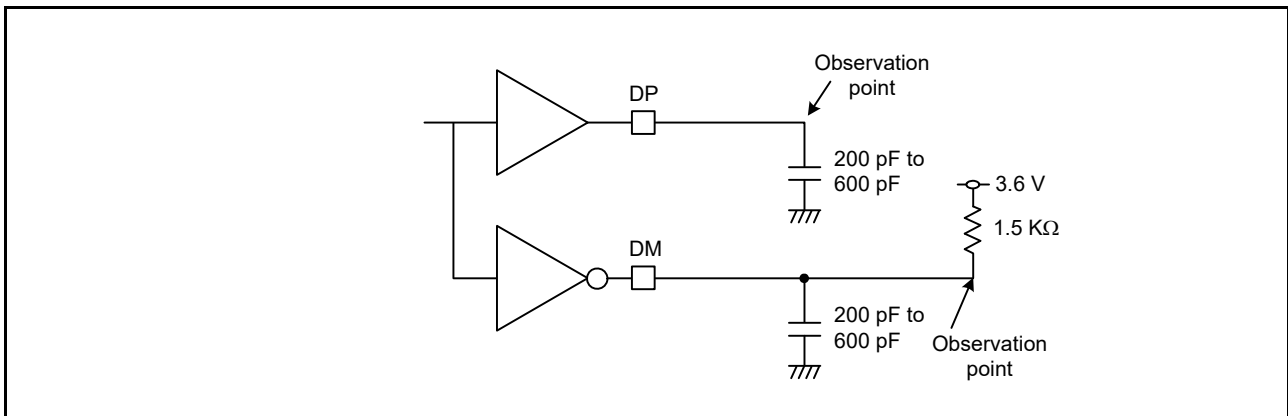 Observation
point
DP
200 pF to
600 pF
3.6 V
1.5 KΩ
DM
200 pF to
600 pF
Observation
point